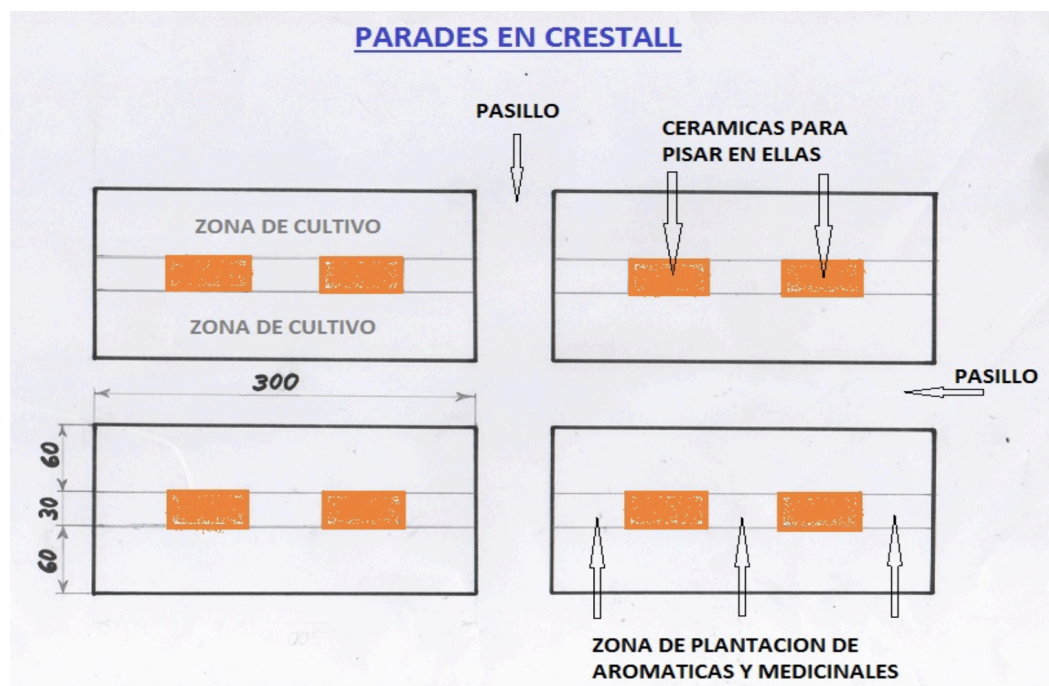 PARADES EN CRESTALL
PASILLO
CERAMICAS PARA
PISAR EN ELLAS
ZONA DE CULTIVO
ZONA DE CULTIVO
300
PASILLO
60
30
60
ZONA DE PLANTACION DE
AROMATICAS Y MEDICINALES